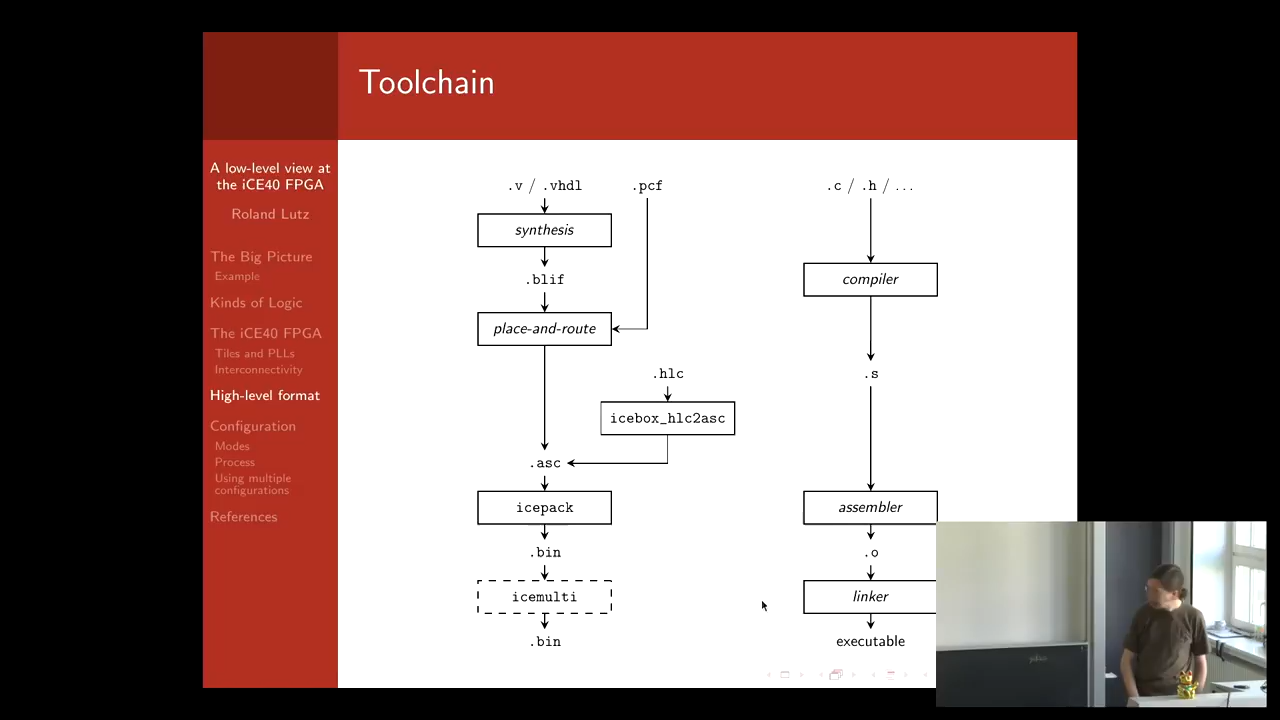 Toolchain
A low-level view at
the iCE40 FPGA
Roland Lutz
The Big Picture
Example
Kinds of Logic
The iCE40 FPGA
Tiles and PLLs
Interconnectivity
High-level format
Configuration
Modes
Process
Using multiple
configurations
References
.v / .vhdl
.pcf
synthesis
.blif
place-and-route
.hlc
icebox_hlc2asc
.asc
icepack
.bin
icemulti
.bin
.c / .h / ...
compiler
.s
assembler
.o
linker
executable